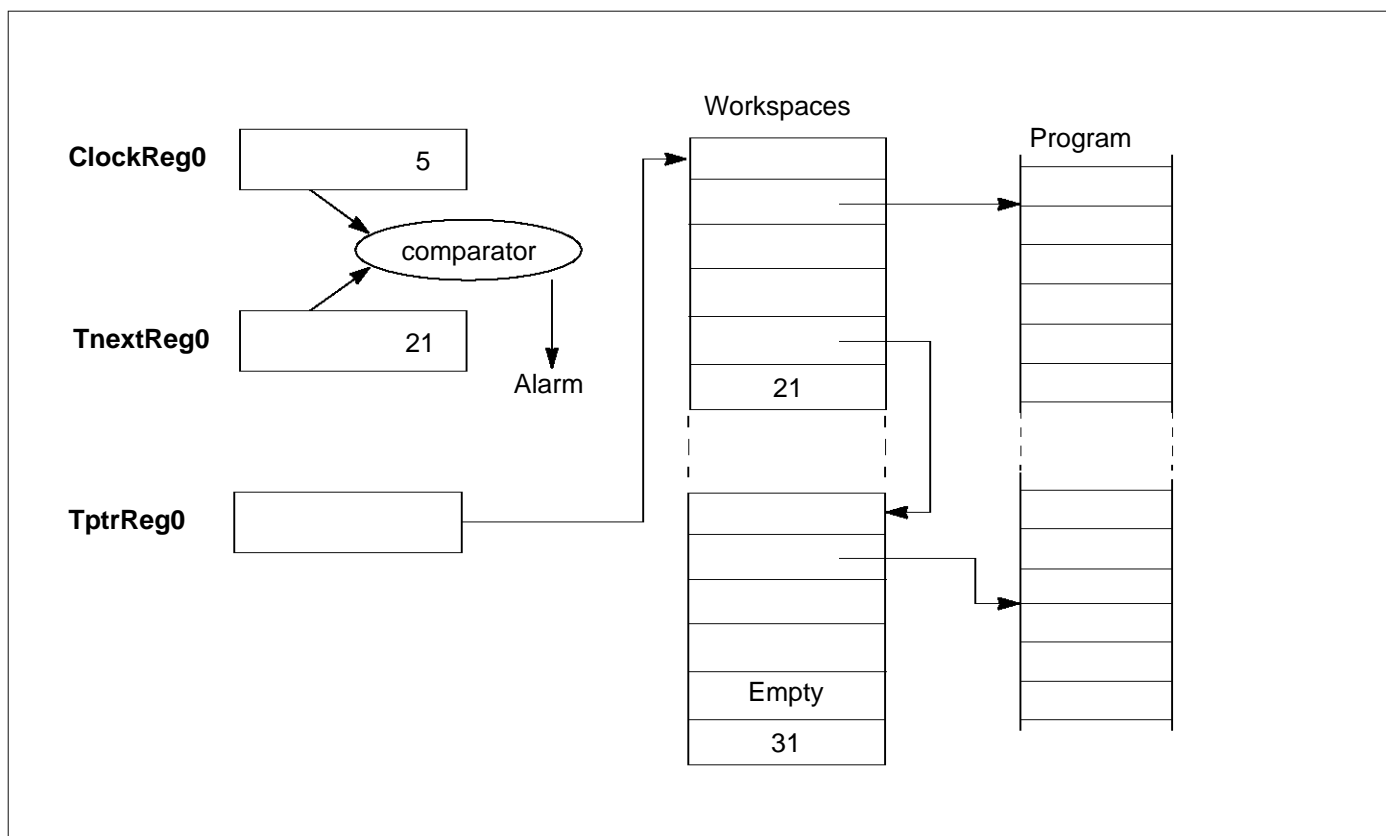 Workspaces
Program
ClockReg0
5
comparator
TnextReg0
21
Alarm
21
TptrReg0
Empty
31